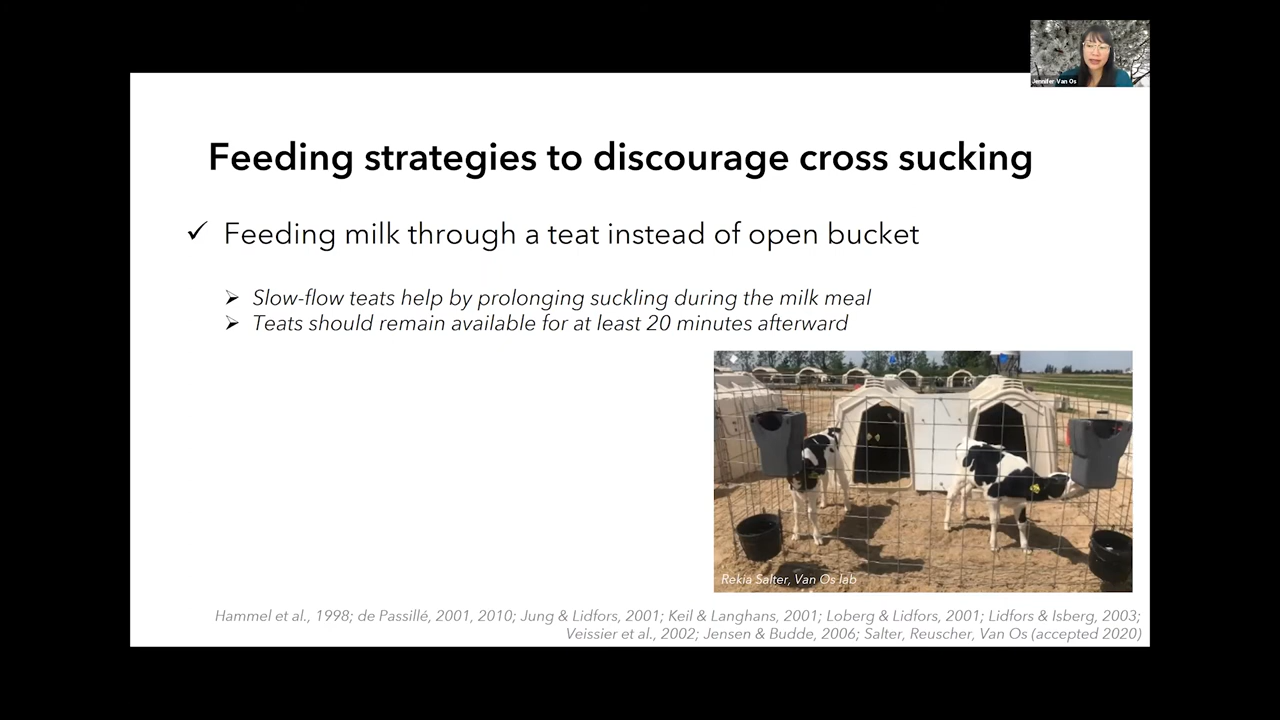 Jennifer Van Os
Feeding strategies to discourage cross sucking
✓ Feeding milk through a teat instead of open bucket
➢ Slow-flow teats help by prolonging suckling during the milk meal
➢ Teats should remain available for at least 20 minutes afterward
Rekia Salter, Van Os lab
Hammel et al., 1998; de Passillé, 2001, 2010; Jung & Lidfors, 2001; Keil & Langhans, 2001; Loberg & Lidfors, 2001; Lidfors & Isberg, 2003;
Veissier et al., 2002; Jensen & Budde, 2006; Salter, Reuscher, Van Os (accepted 2020)